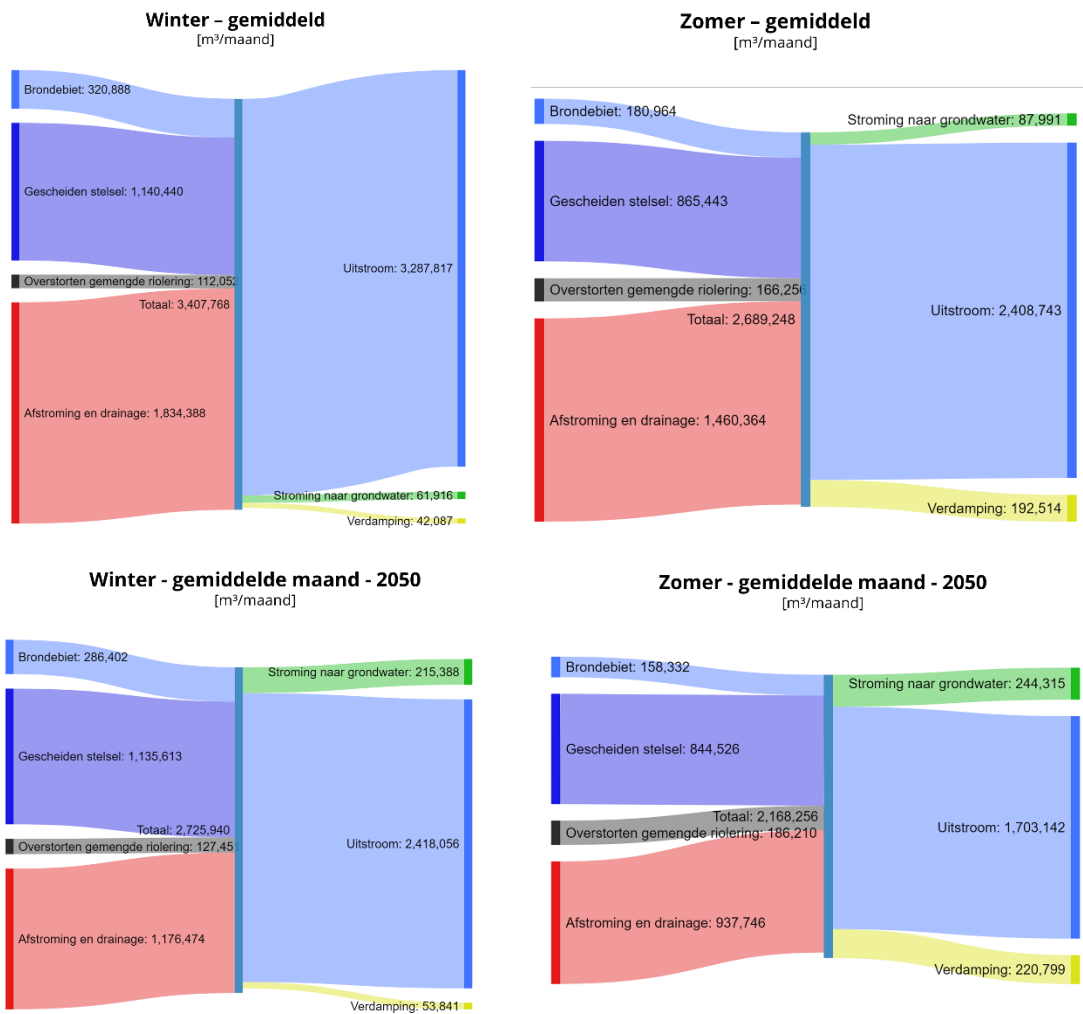 Winter – gemiddeld
[m³/maand]
Brondebiet: 320,888
Gescheiden stelsel: 1,140,440
Overstorten gemengde riolering: 112,052
Totaal: 3,407,768
Afstroming en drainage: 1,834,388
Uitstroom: 3,287,817
Stroming naar grondwater: 61,916
Verdamping: 42,087
Zomer – gemiddeld
[m³/maand]
Brondebiet: 180,964
Stroming naar grondwater: 87,991
Gescheiden stelsel: 865,443
Overstorten gemengde riolering: 166,256
Totaal: 2,689,248
Uitstroom: 2,408,743
Afstroming en drainage: 1,460,364
Verdamping: 192,514
Winter - gemiddelde maand - 2050
[m³/maand]
Brondebiet: 286,402
Stroming naar grondwater: 215,388
Gescheiden stelsel: 1,135,613
Totaal: 2,725,940
Overstorten gemengde riolering: 127,451
Uitstroom: 2,418,056
Afstroming en drainage: 1,176,474
Verdamping: 53,841
Zomer - gemiddelde maand - 2050
[m³/maand]
Brondebiet: 158,332
Stroming naar grondwater: 244,315
Gescheiden stelsel: 844,526
Totaal: 2,168,256
Overstorten gemengde riolering: 186,210
Uitstroom: 1,703,142
Afstroming en drainage: 937,746
Verdamping: 220,799